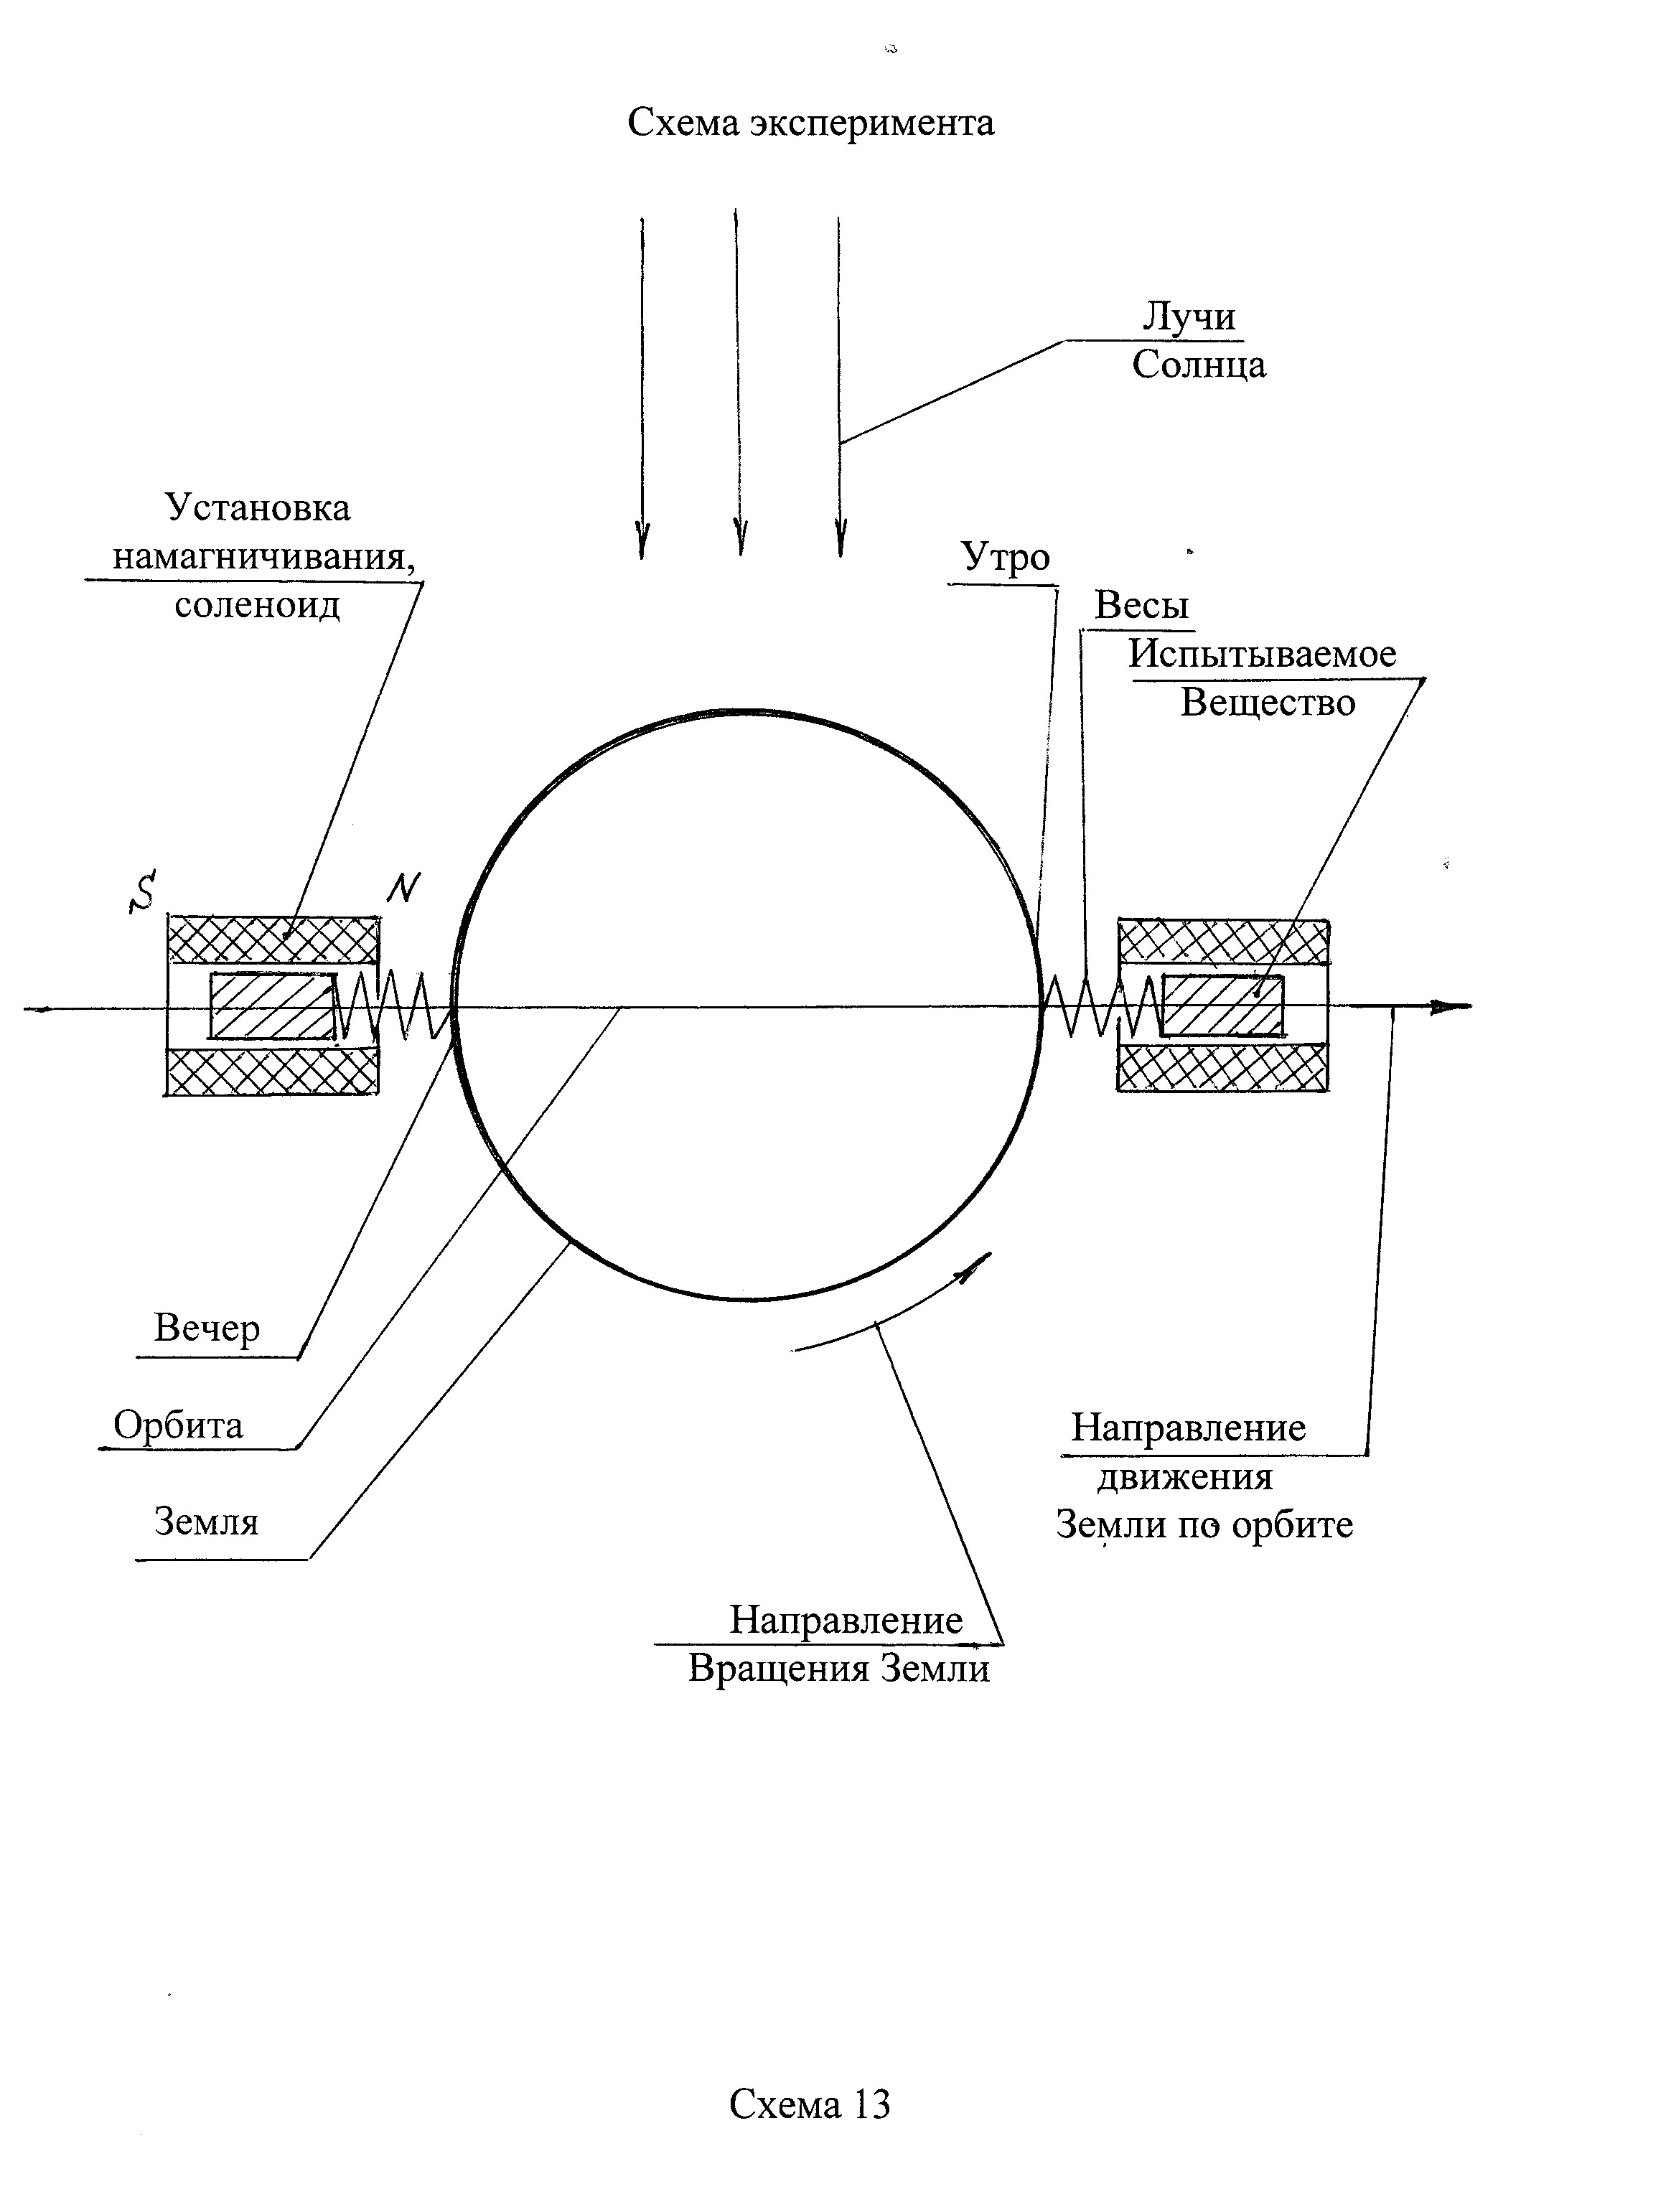 Схема эксперимента
Лучи
Солнца
Установка
намагничивания,
соленоид
Утро
Весы
Испытываемое
Вещество
S
N
Вечер
Орбита
Земля
Направление
движения
Земли по орбите
Направление
Вращения Земли
Схема 13